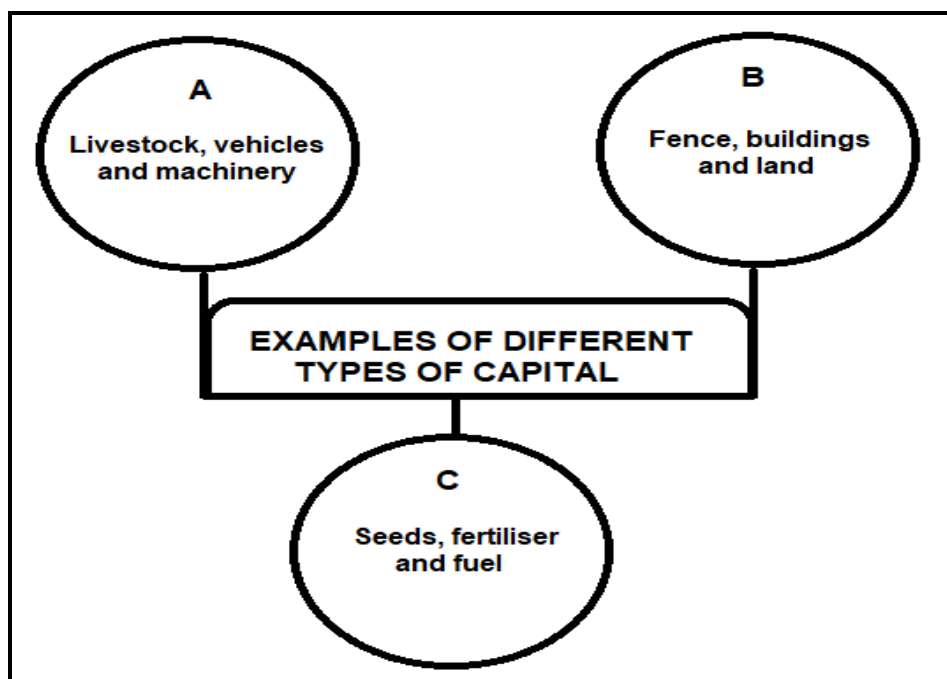 A
Livestock, vehicles
and machinery
B
Fence, buildings
and land
EXAMPLES OF DIFFERENT
TYPES OF CAPITAL
C
Seeds, fertiliser
and fuel